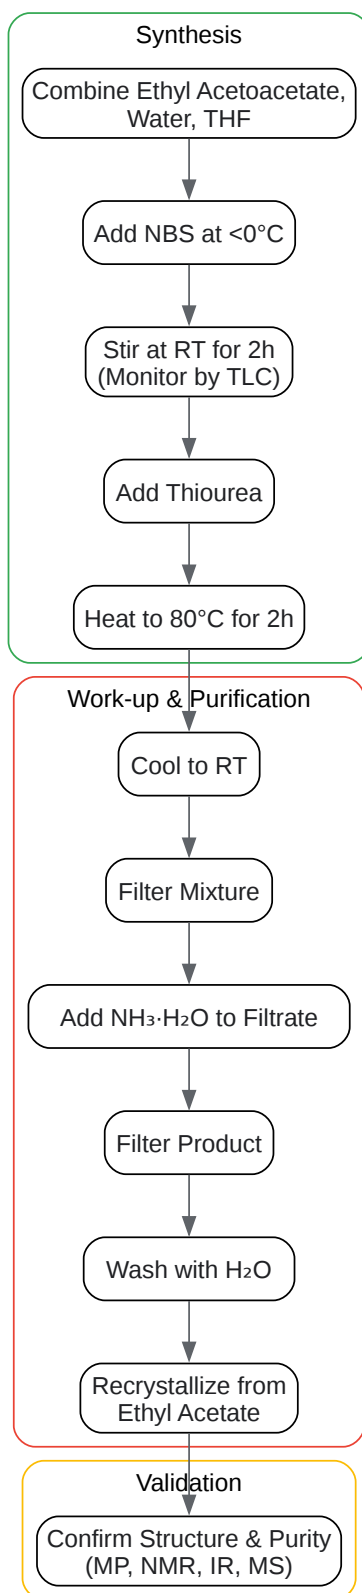 Synthesis
Combine Ethyl Acetoacetate,
Water, THF
Add NBS at <0°C
Stir at RT for 2h
(Monitor by TLC)
Add Thiourea
Heat to 80°C for 2h
Work-up & Purification
Cool to RT
Filter Mixture
Add NH₃·H₂O to Filtrate
Filter Product
Wash with H₂O
Recrystallize from
Ethyl Acetate
Validation
Confirm Structure & Purity
(MP, NMR, IR, MS)